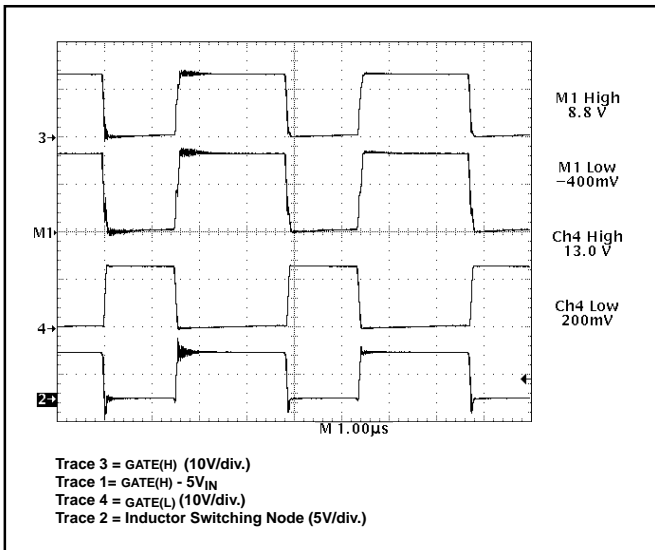 M1 High
8.8 V
3
M1 Low
-400mV
M1
Ch4 High
13.0 V
Ch4 Low
200mV
4
2
M 1.00µs
Trace 3 = GATE(H) (10V/div.)
Trace 1= GATE(H) - 5VIN
Trace 4 = GATE(L) (10V/div.)
Trace 2 = Inductor Switching Node (5V/div.)